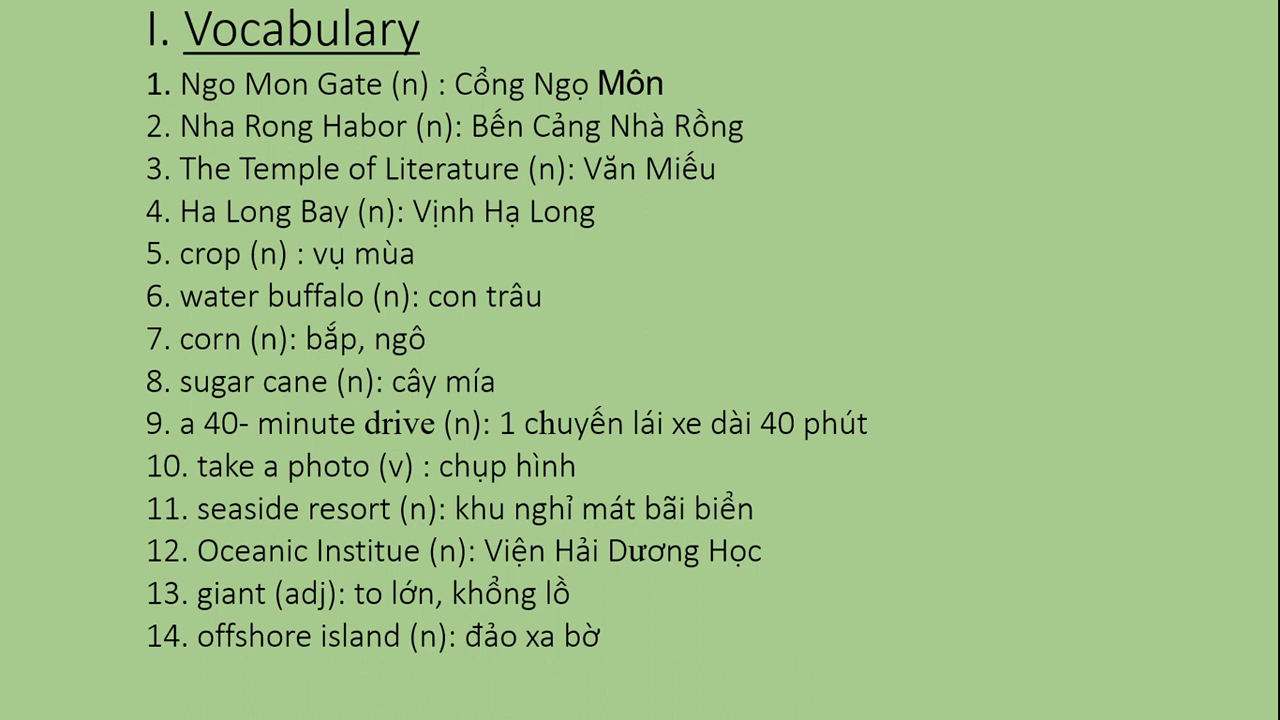 I. Vocabulary
1. Ngo Mon Gate (n) : Cổng Ngọ Môn
2. Nha Rong Habor (n): Bến Cảng Nhà Rồng
3. The Temple of Literature (n): Văn Miếu
4. Ha Long Bay (n): Vịnh Hạ Long
5. crop (n) : vụ mùa
6. water buffalo (n): con trâu
7. corn (n): bắp, ngô
8. sugar cane (n): cây mía
9. a 40- minute drive (n): 1 chuyến lái xe dài 40 phút
10. take a photo (v) : chụp hình
11. seaside resort (n): khu nghỉ mát bãi biển
12. Oceanic Institue (n): Viện Hải Dương Học
13. giant (adj): to lớn, khổng lồ
14. offshore island (n): đảo xa bờ